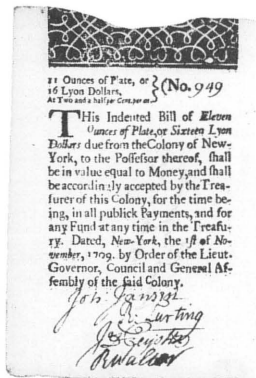 11 Ounces of Plate, or
16 Lyon Dollars,
At Two and a half per Cent. per an
(No. 949
THis Indented Bill of Eleven
Ounces of Plate, or Sixteen Lyon
Dollars due from the Colony of New-
York, to the Possessor thereof, shall
be in value equal to Money, and shall
be accordingly accepted by the Trea-
surer of this Colony, for the time be-
ing, in all publick Payments, and for
any Fund at any time in the Treasu-
ry. Dated, New-York, the 1st of No-
vember, 1709. by Order of the Lieut.
Governor, Council and General As-
sembly of the said Colony.
Joh: Jansen
Lurting
R Walter